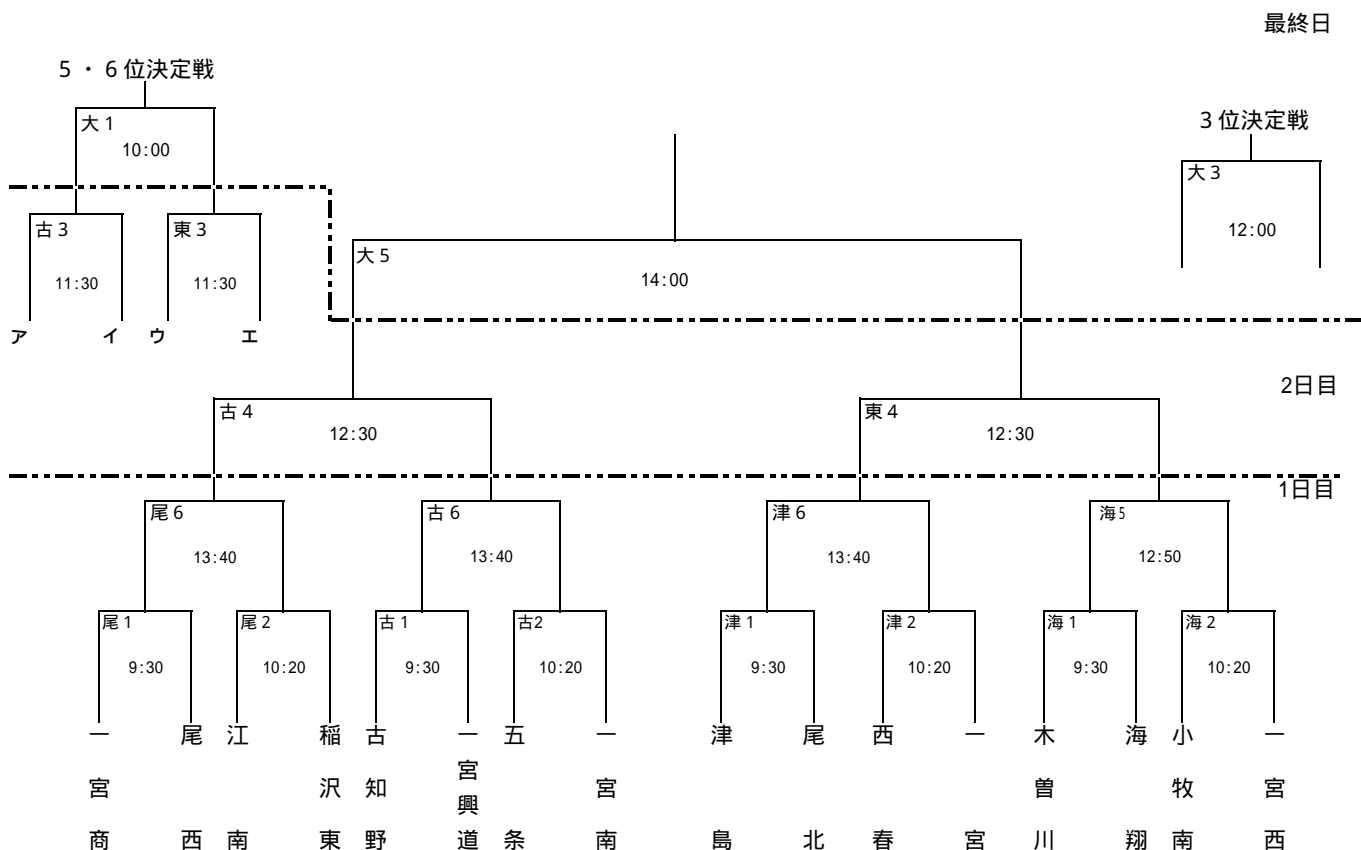 最終日
5・6位決定戦
大1
10:00
3位決定戦
大3
12:00
古3
11:30
東3
11:30
大5
14:00
ア
イ
ウ
エ
2日目
古4
12:30
東4
12:30
1日目
尾6
13:40
古6
13:40
津6
13:40
海5
12:50
尾1
9:30
尾2
10:20
古1
9:30
古2
10:20
津1
9:30
津2
10:20
海1
9:30
海2
10:20
一宮商
尾西
江南
稲沢東
古知野
一宮興道
五条
一宮南
津島
尾北
西春
一宮
木曽川
海翔
小牧南
一宮西